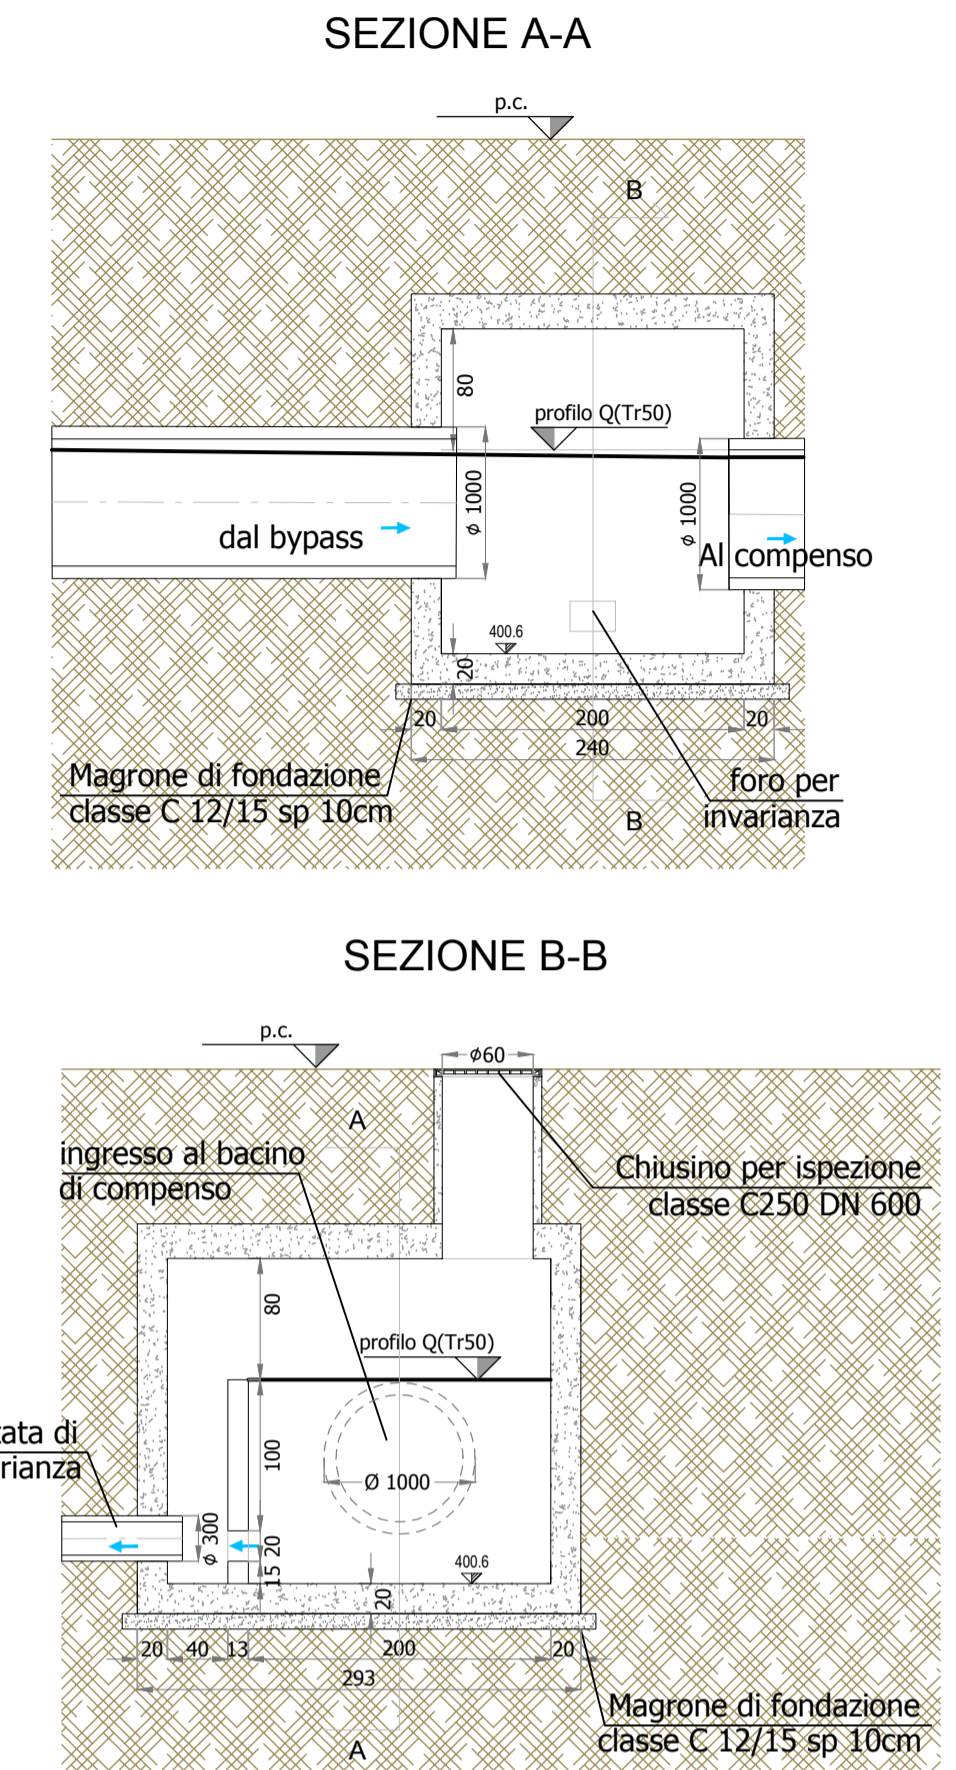 SEZIONE A-A
p.c.
B
80
profilo Q(Tr50)
ϕ 1000
ϕ 1000
dal bypass
Al compenso
400.6
20
20
200
20
240
Magrone di fondazione
classe C 12/15 sp 10cm
foro per
invarianza
B
SEZIONE B-B
p.c.
ϕ60
A
ingresso al bacino
di compenso
Chiusino per ispezione
classe C250 DN 600
80
profilo Q(Tr50)
100
Ø 1000
ata di
rianza
ϕ 300
20
15
400.6
20
20
40
13
200
20
293
Magrone di fondazione
classe C 12/15 sp 10cm
A